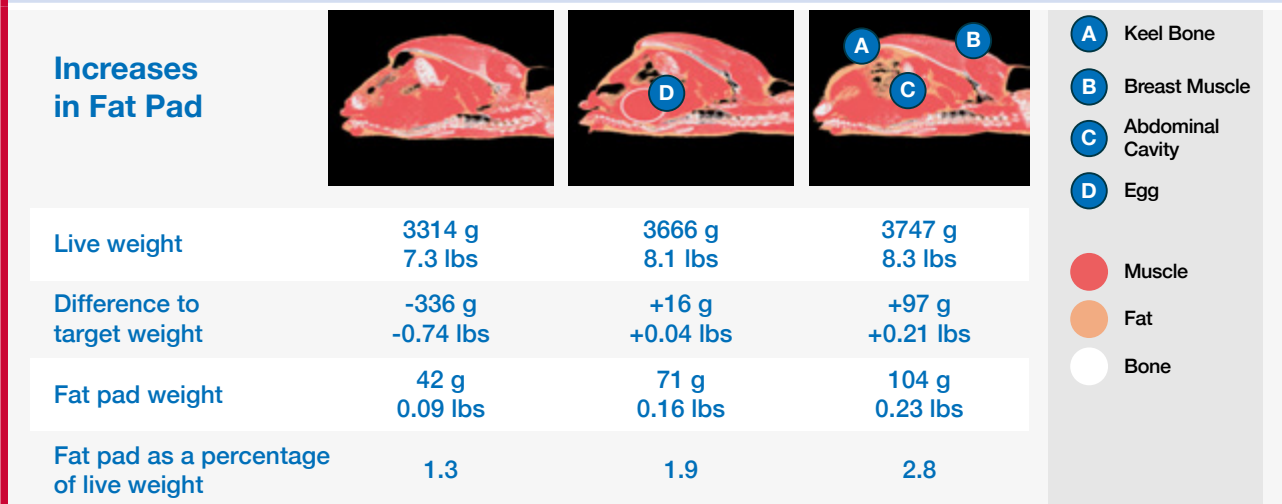 Increases
in Fat Pad
A
B
C
D
A Keel Bone
B Breast Muscle
C Abdominal
Cavity
D Egg
Muscle
Fat
Bone
Live weight
3314 g 3666 g 3747 g
7.3 lbs 8.1 lbs 8.3 lbs
Difference to
target weight
-336 g +16 g +97 g
-0.74 lbs +0.04 lbs +0.21 lbs
Fat pad weight
42 g 71 g 104 g
0.09 lbs 0.16 lbs 0.23 lbs
Fat pad as a percentage
of live weight
1.3 1.9 2.8